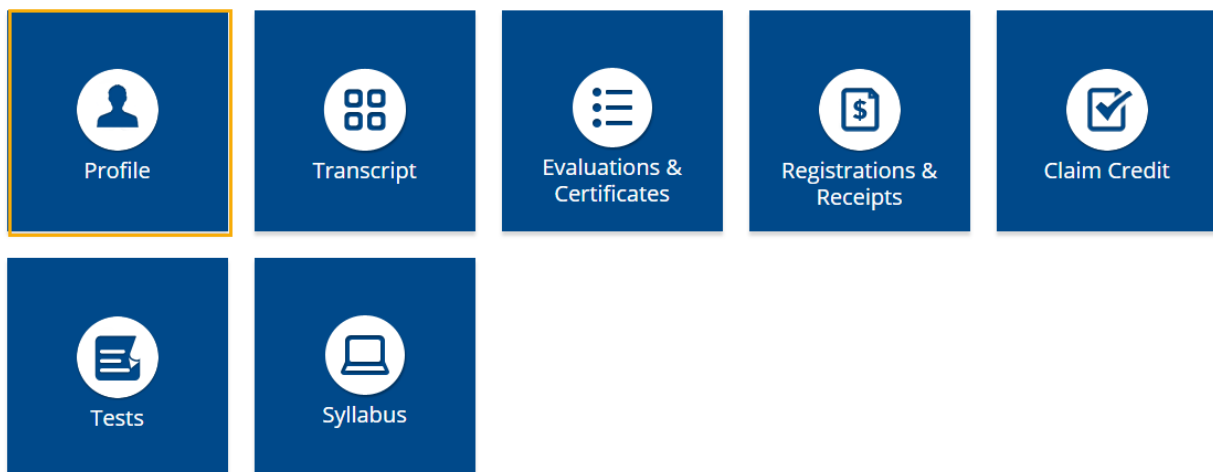 Profile
Transcript
Evaluations &
Certificates
Registrations &
Receipts
Claim Credit
Tests
Syllabus